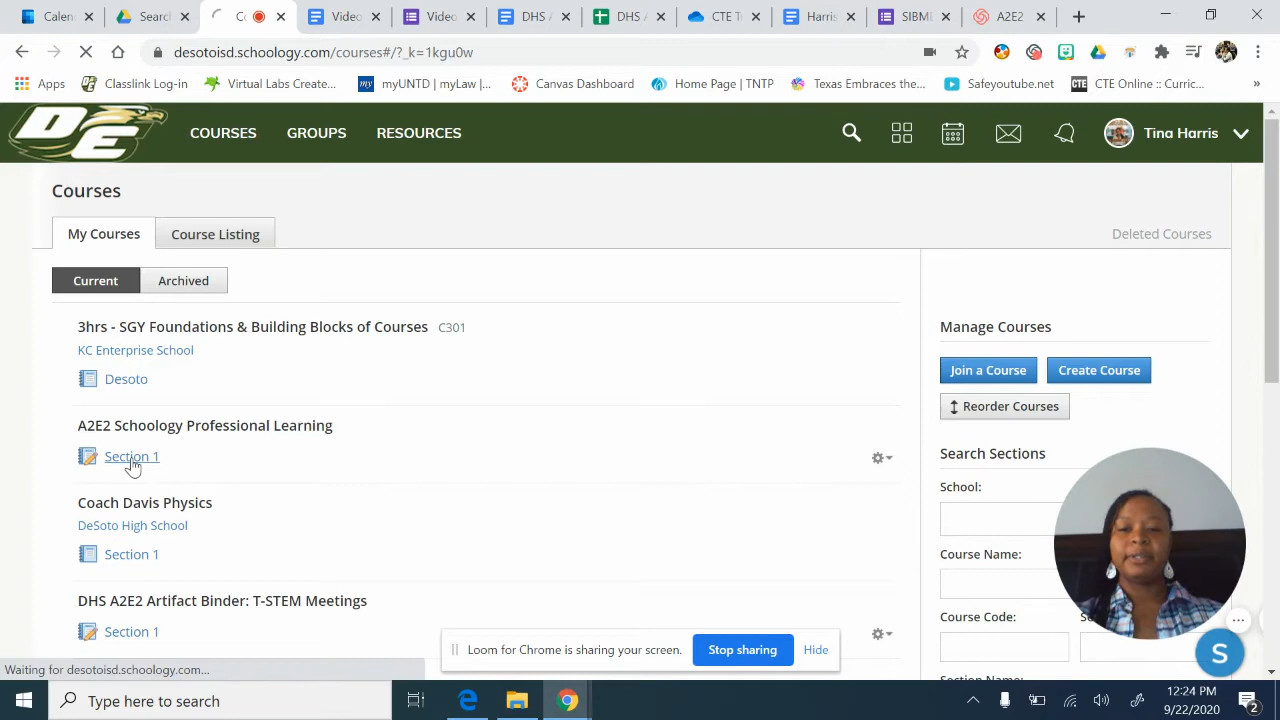 Calen
Search
Co
Video
Video
DHS A
DHS A
CTE T
Harris
SIBME
A2E2
desotoisd.schoology.com/courses#/?_k=1kgu0w
Apps
Classlink Log-in
Virtual Labs Create...
my myUNTD | myLaw |...
Canvas Dashboard
Home Page | TNTP
Texas Embraces the...
Safeyoutube.net
CTE CTE Online :: Curric...
»
DE
COURSES
GROUPS
RESOURCES
Tina Harris
Courses
My Courses
Course Listing
Deleted Courses
Current
Archived
3hrs - SGY Foundations & Building Blocks of Courses C301
KC Enterprise School
Desoto
A2E2 Schoology Professional Learning
Section 1
Coach Davis Physics
DeSoto High School
Section 1
DHS A2E2 Artifact Binder: T-STEM Meetings
Section 1
Manage Courses
Join a Course
Create Course
Reorder Courses
Search Sections
School:
Course Name:
Course Code:
Loom for Chrome is sharing your screen.
Stop sharing
Hide
S
Waiting for desotoisd.schoology.com...
Type here to search
12:24 PM
9/22/2020
2